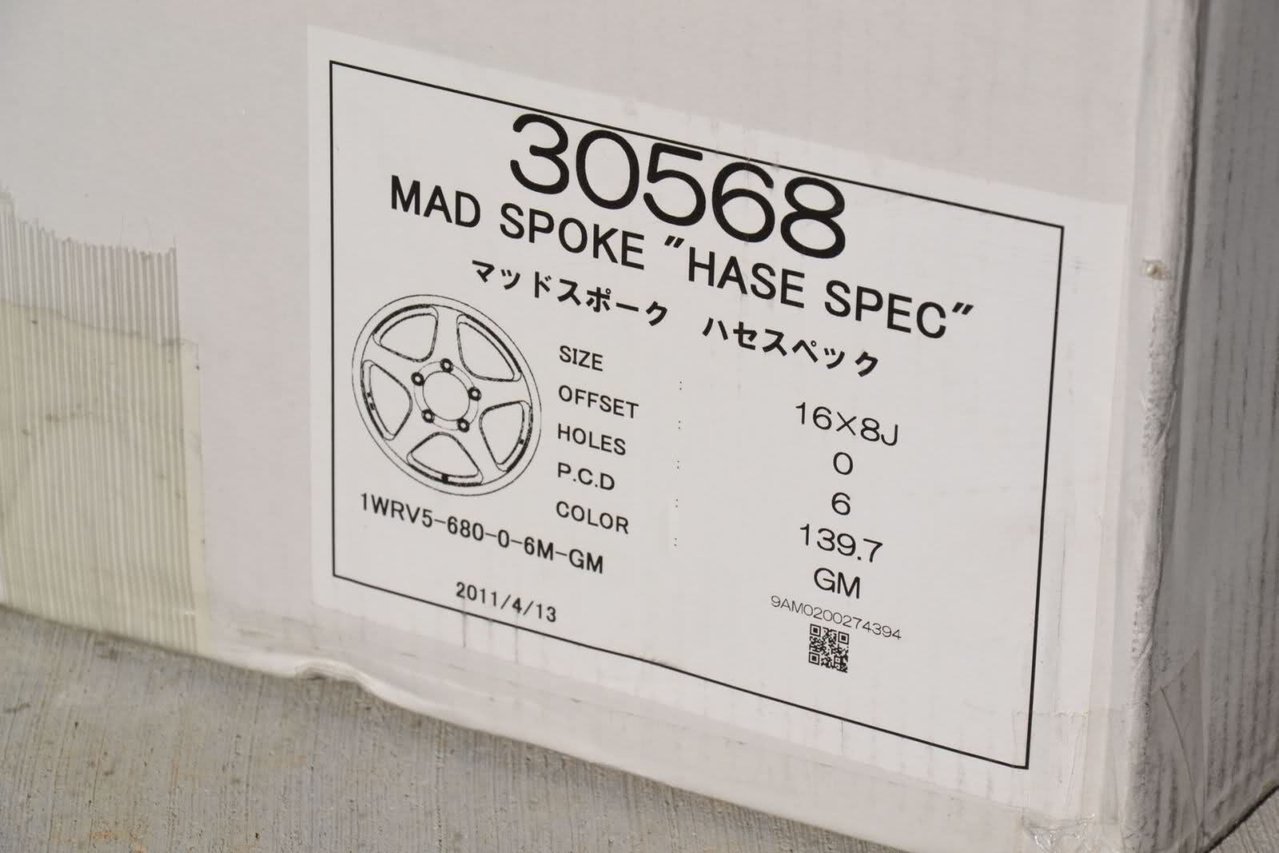 30568
MAD SPOKE "HASE SPEC"
マッドスポーク　ハセスペック
SIZE : 16×8J
OFFSET : 0
HOLES : 6
P.C.D : 139.7
COLOR : GM
1WRV5-680-0-6M-GM
9AM0200274394
2011/4/13